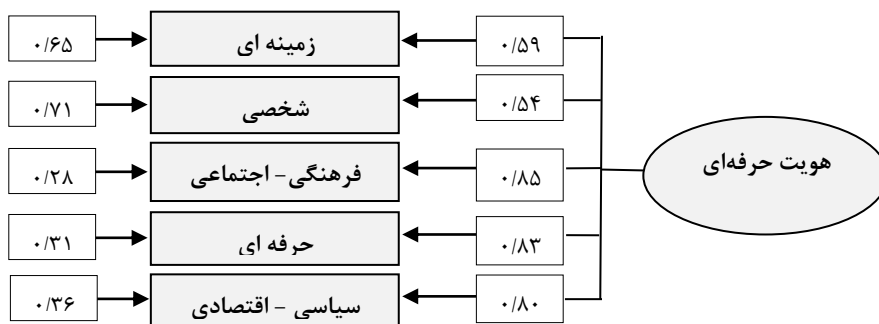 ۰/۶۵ زمینه ای ۰/۵۹
۰/۷۱ شخصی ۰/۵۴
هویت حرفه‌ای
۰/۲۸ فرهنگی- اجتماعی ۰/۸۵
۰/۳۱ حرفه ای ۰/۸۳
۰/۳۶ سیاسی - اقتصادی ۰/۸۰